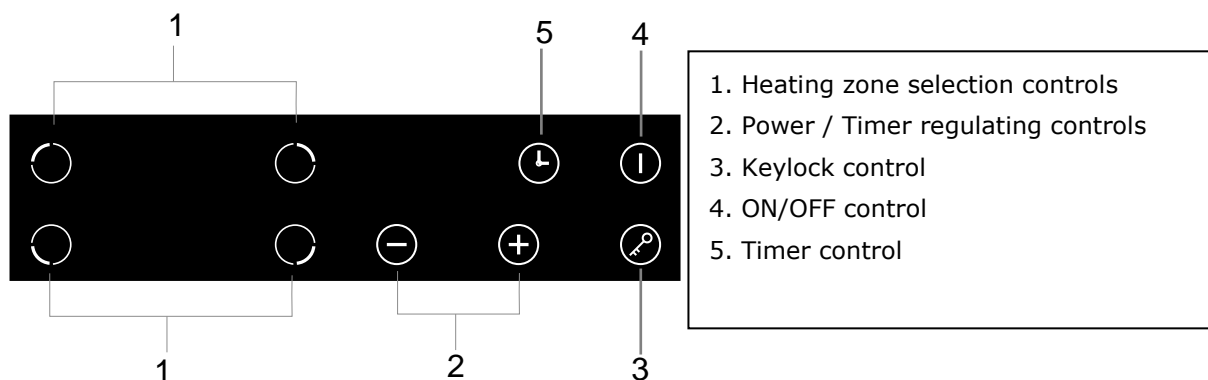 1
5
4
1. Heating zone selection controls
2. Power / Timer regulating controls
3. Keylock control
4. ON/OFF control
5. Timer control
1
2
3